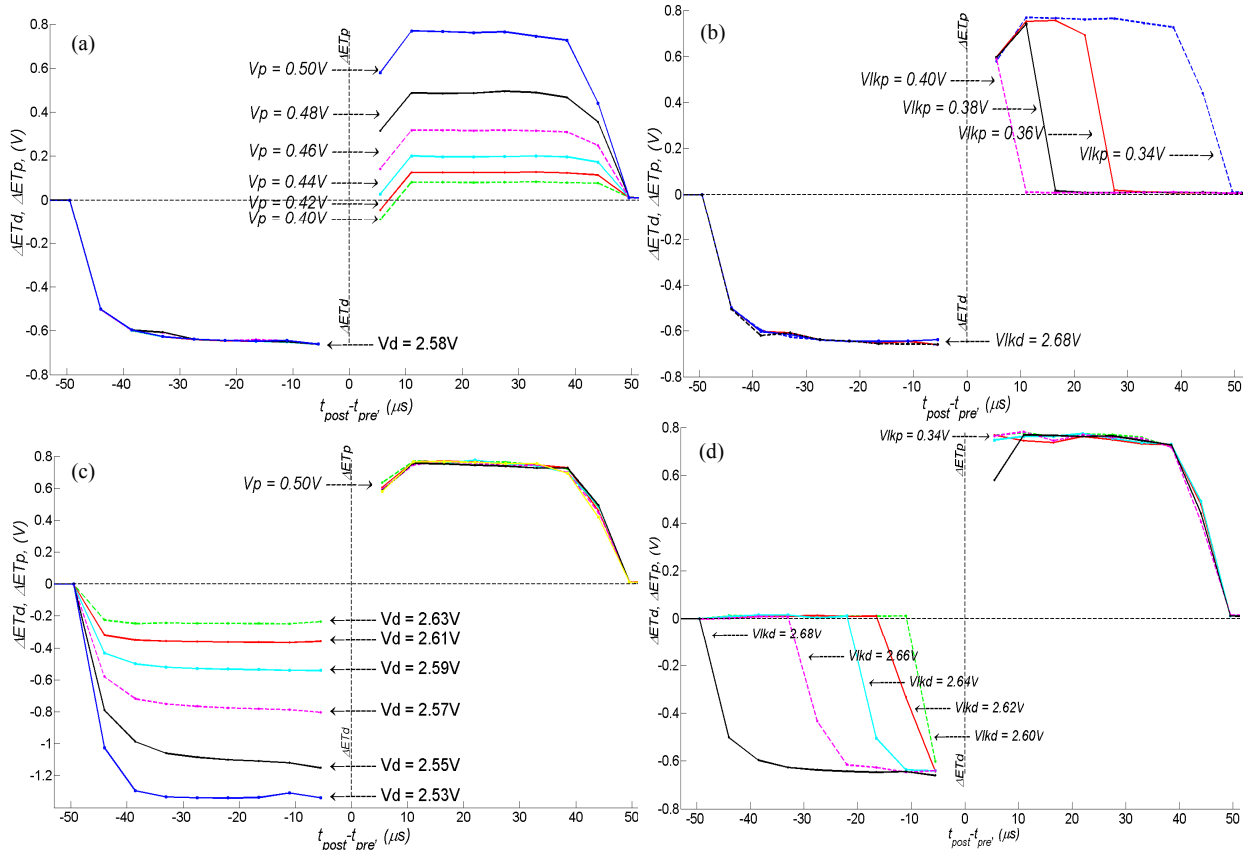 (a)
ΔETp
0.8
0.6
0.4
0.2
0
-0.2
-0.4
-0.6
-0.8
ΔETd, ΔETp, (V)
Vp = 0.50V
Vp = 0.48V
Vp = 0.46V
Vp = 0.44V
Vp = 0.42V
Vp = 0.40V
ΔETd
Vd = 2.58V
-50 -40 -30 -20 -10 0 10 20 30 40 50
tpost-tpre, (μs)
(b)
ΔETp
0.8
0.6
0.4
0.2
0
-0.2
-0.4
-0.6
-0.8
ΔETd, ΔETp, (V)
Vlkp = 0.40V
Vlkp = 0.38V
Vlkp = 0.36V
Vlkp = 0.34V
ΔETd
Vlkd = 2.68V
-50 -40 -30 -20 -10 0 10 20 30 40 50
tpost-tpre, (μs)
(c)
ΔETp
0.8
0.6
0.4
0.2
0
-0.2
-0.4
-0.6
-0.8
-1
-1.2
ΔETd, ΔETp, (V)
Vp = 0.50V
Vd = 2.63V
Vd = 2.61V
Vd = 2.59V
Vd = 2.57V
ΔETd
Vd = 2.55V
Vd = 2.53V
-50 -40 -30 -20 -10 0 10 20 30 40 50
tpost-tpre, (μs)
(d)
Vlkp = 0.34V
ΔETp
0.8
0.6
0.4
0.2
0
-0.2
-0.4
-0.6
-0.8
ΔETd, ΔETp, (V)
Vlkd = 2.68V
Vlkd = 2.66V
Vlkd = 2.64V
Vlkd = 2.62V
Vlkd = 2.60V
ΔETd
-50 -40 -30 -20 -10 0 10 20 30 40 50
tpost-tpre, (μs)